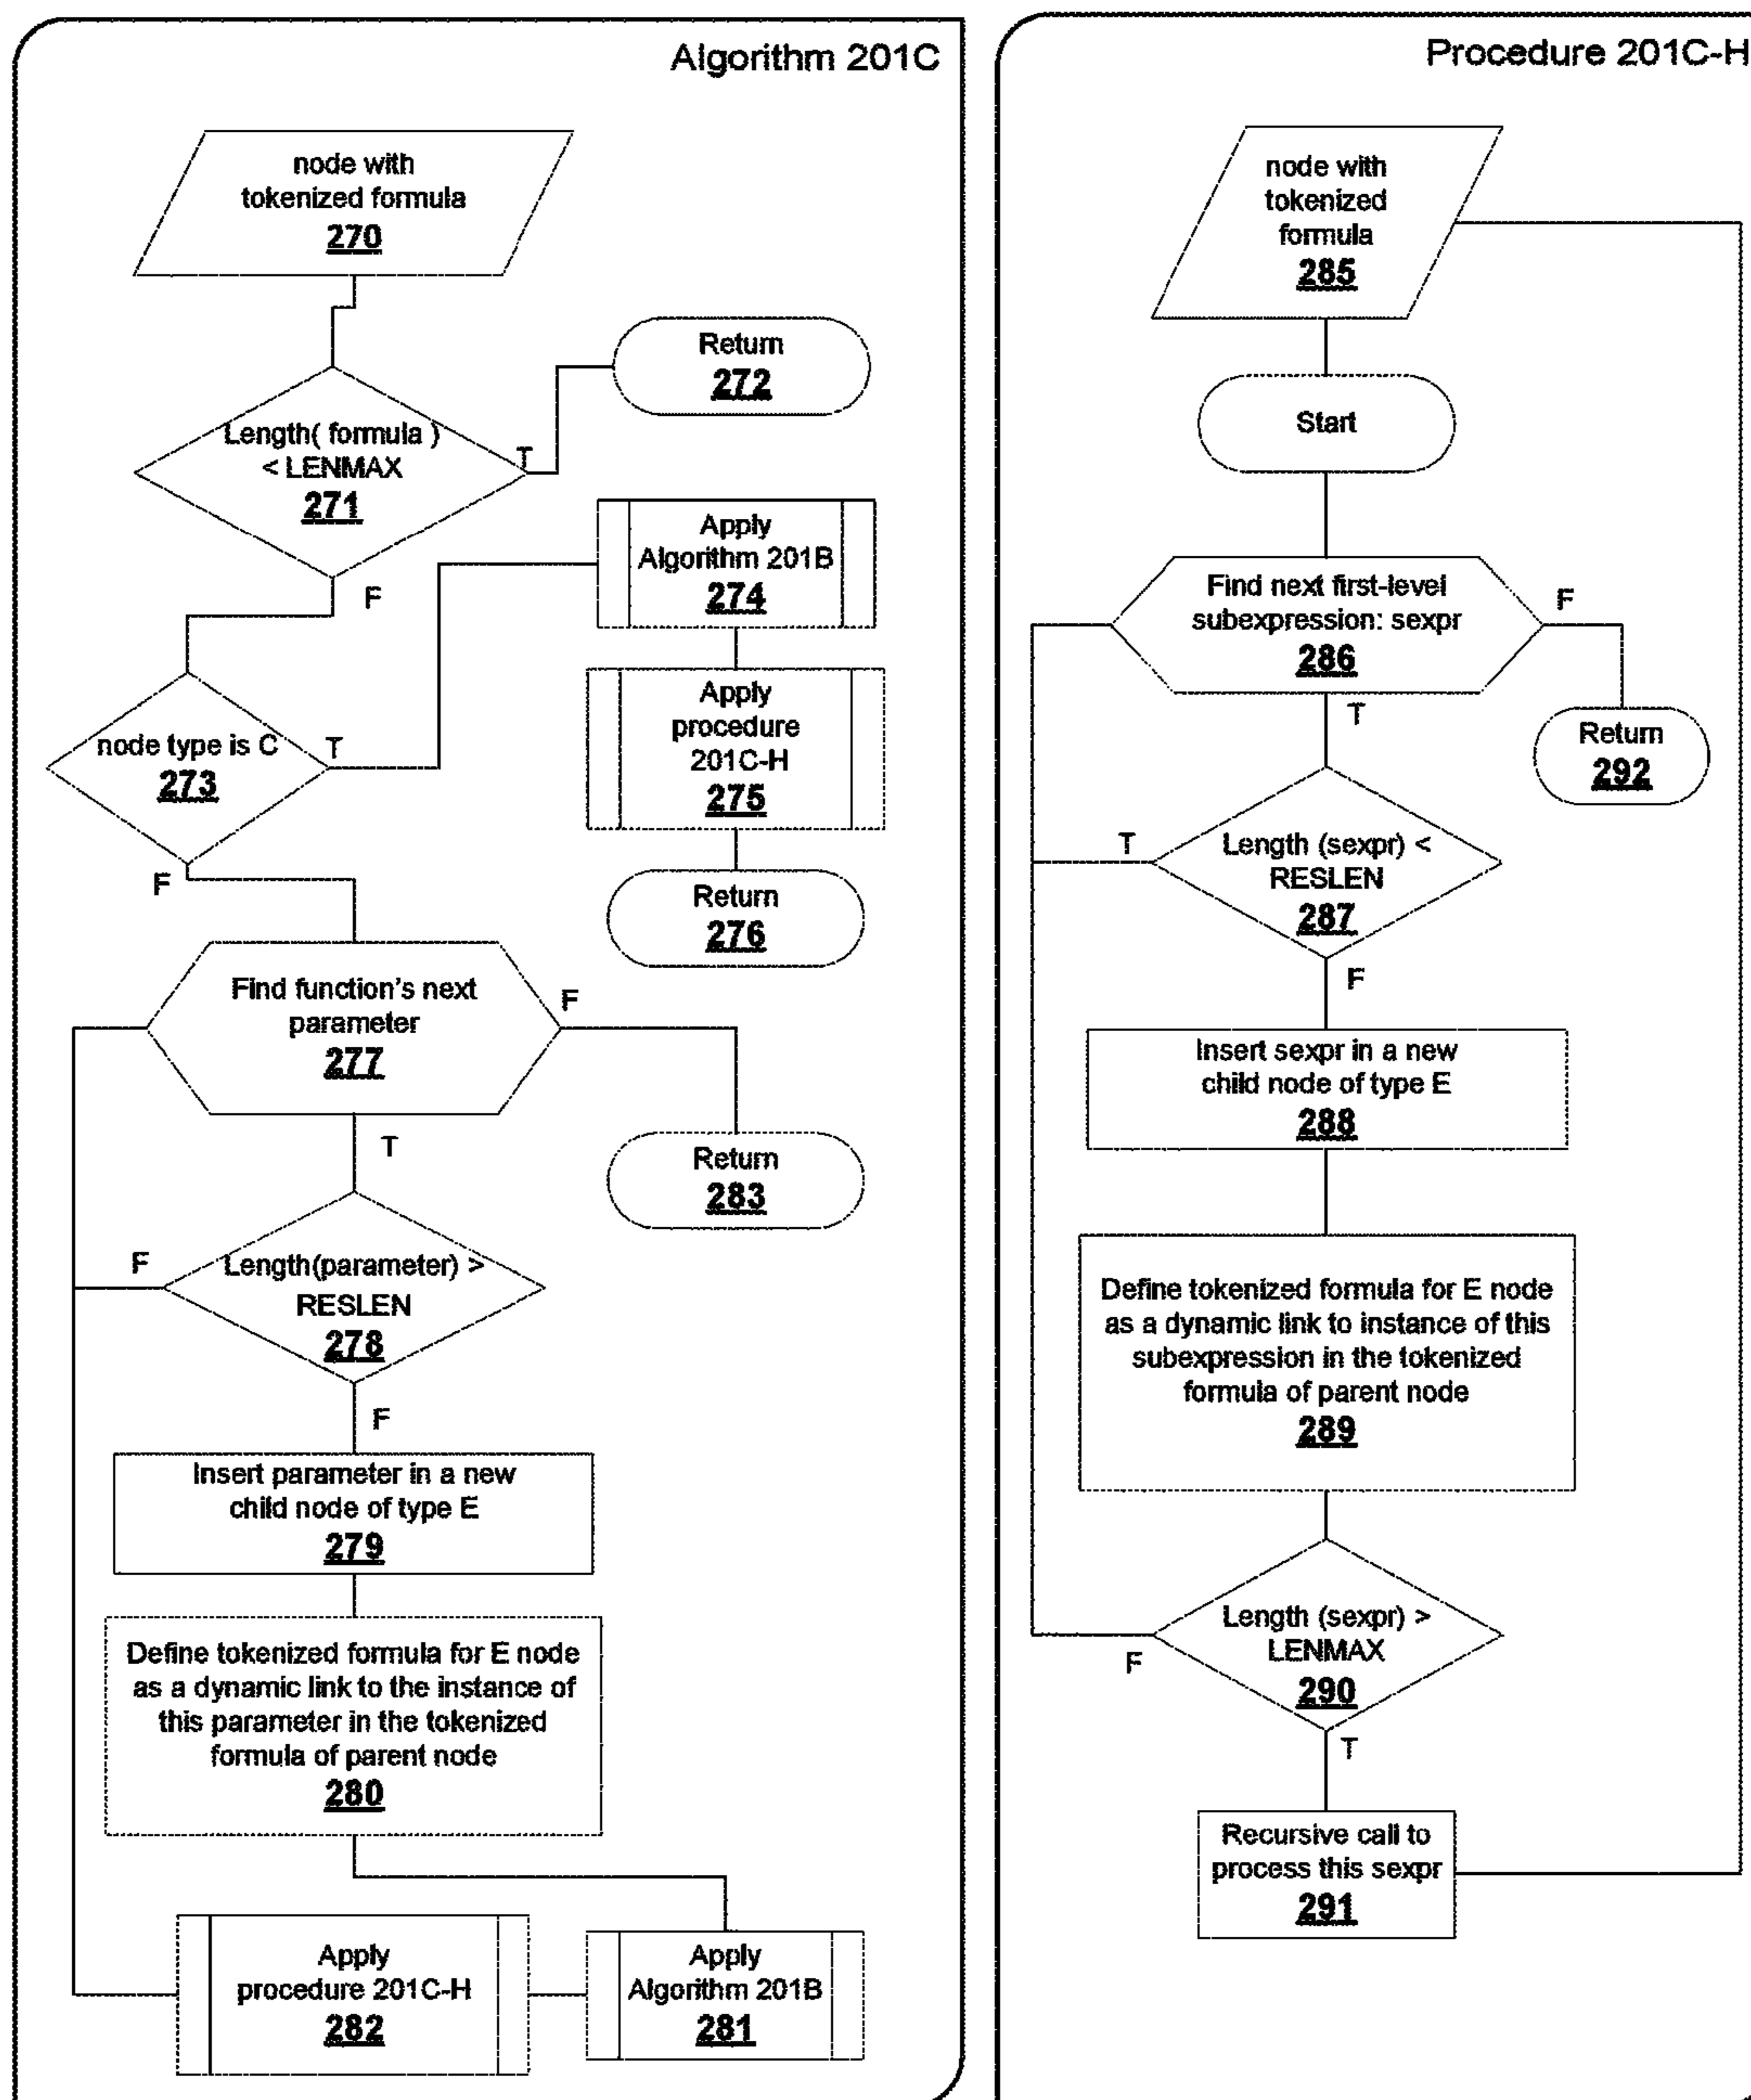 Algorithm 201C
node with
tokenized formula
270
Length( formula )
< LENMAX
271
T
Return
272
F
Apply
Algorithm 201B
274
node type is C
273
T
Apply
procedure
201C-H
275
F
Return
276
Find function's next
parameter
277
F
T
Return
283
F
Length(parameter) >
RESLEN
278
F
Insert parameter in a new
child node of type E
279
Define tokenized formula for E node
as a dynamic link to the instance of
this parameter in the tokenized
formula of parent node
280
Apply
procedure 201C-H
282
Apply
Algorithm 201B
281
Procedure 201C-H
node with
tokenized
formula
285
Start
Find next first-level
subexpression: sexpr
286
F
T
Return
292
T
Length (sexpr) <
RESLEN
287
F
Insert sexpr in a new
child node of type E
288
Define tokenized formula for E node
as a dynamic link to instance of this
subexpression in the tokenized
formula of parent node
289
Length (sexpr) >
LENMAX
290
F
T
Recursive call to
process this sexpr
291